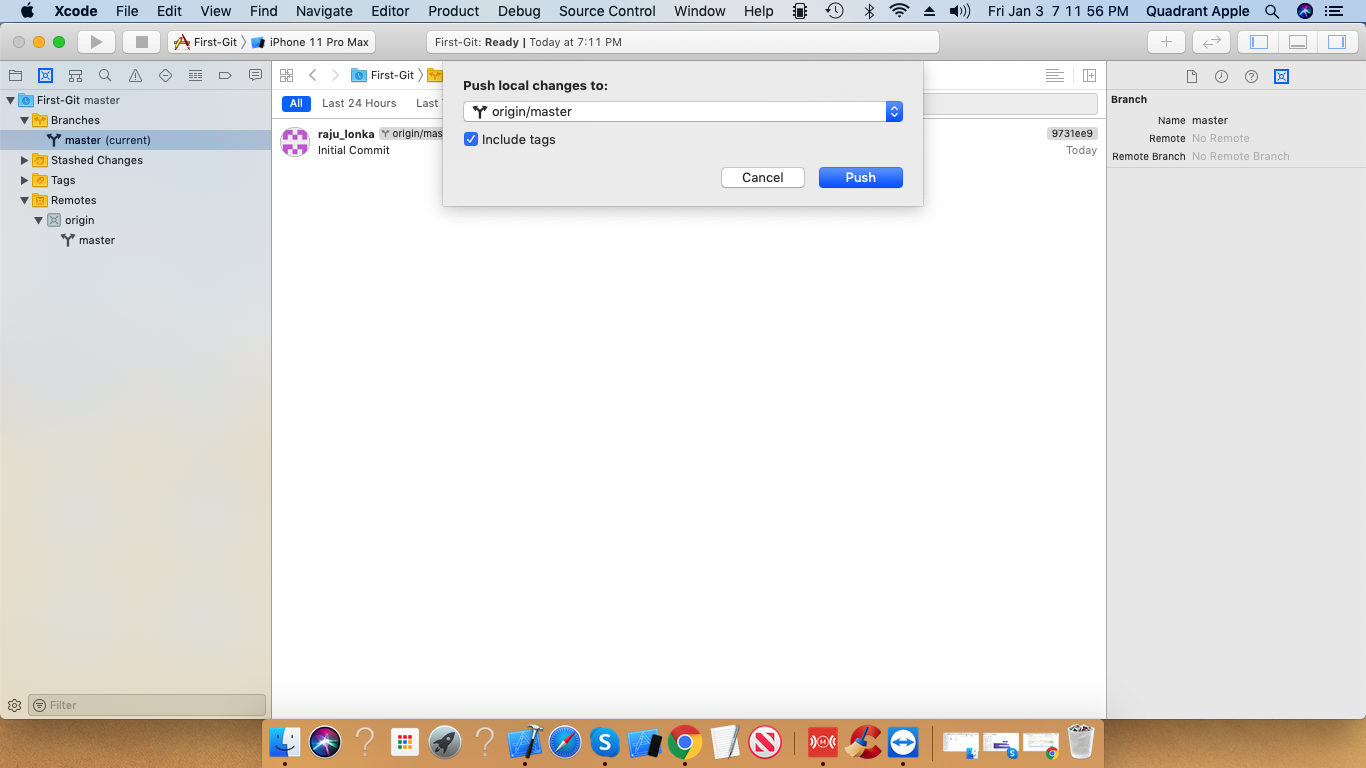 Xcode File Edit View Find Navigate Editor Product Debug Source Control Window Help Fri Jan 3 7 11 56 PM Quadrant Apple
First-Git iPhone 11 Pro Max First-Git: Ready | Today at 7:11 PM
First-Git
First-Git master
Branches
master (current)
Stashed Changes
Tags
Remotes
origin
master
Filter
All Last 24 Hours Last
raju_lonka origin/mas 9731ee9
Initial Commit Today
Push local changes to:
origin/master
Include tags
Cancel Push
Branch
Name master
Remote No Remote
Remote Branch No Remote Branch